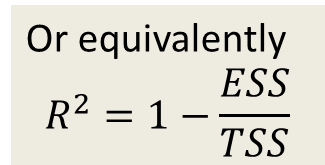 Or equivalently
R² = 1 − ESS/TSS